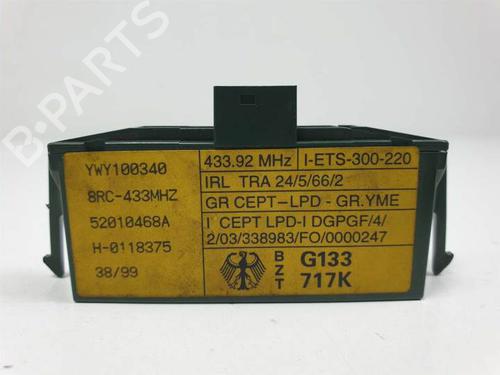 B-PARTS
YWY100340
8RC-433MHZ
52010468A
H-0118375
38/99
433.92 MHz I-ETS-300-220
IRL TRA 24/5/66/2
GR CEPT-LPD - GR.YME
I CEPT LPD-I DGPGF/4/
2/03/338983/FO/0000247
BZT G133
717K